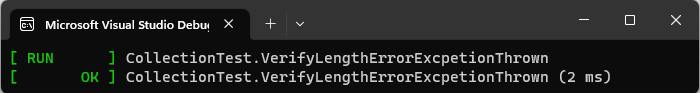 Microsoft Visual Studio Debug
[ RUN      ] CollectionTest.VerifyLengthErrorExcpetionThrown
[       OK ] CollectionTest.VerifyLengthErrorExcpetionThrown (2 ms)